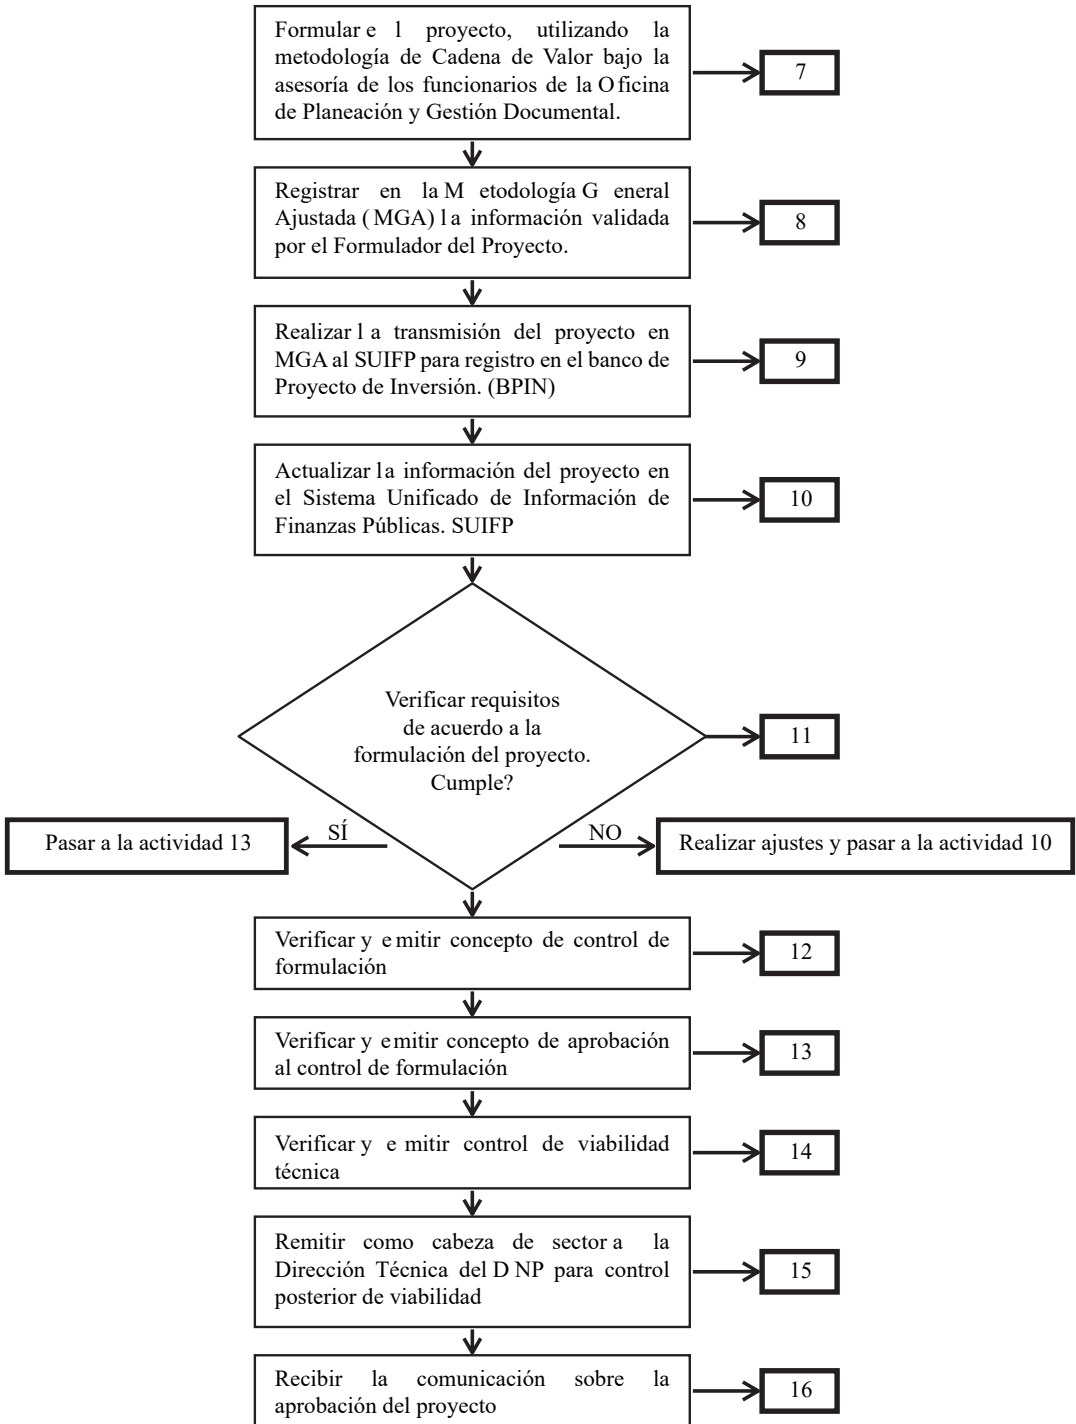 Formular e l proyecto, utilizando la
metodología de Cadena de Valor bajo la
asesoría de los funcionarios de la O ficina
de Planeación y Gestión Documental.
7
Registrar en la M etodología G eneral
Ajustada ( MGA) l a información validada
por el Formulador del Proyecto.
8
Realizar l a transmisión del proyecto en
MGA al SUIFP para registro en el banco de
Proyecto de Inversión. (BPIN)
9
Actualizar la información del proyecto en
el Sistema Unificado de Información de
Finanzas Públicas. SUIFP
10
Verificar requisitos
de acuerdo a la
formulación del proyecto.
Cumple?
11
Pasar a la actividad 13
SÍ
NO
Realizar ajustes y pasar a la actividad 10
Verificar y e mitir concepto de control de
formulación
12
Verificar y e mitir concepto de aprobación
al control de formulación
13
Verificar y e mitir control de viabilidad
técnica
14
Remitir como cabeza de sector a la
Dirección Técnica del D NP para control
posterior de viabilidad
15
Recibir la comunicación sobre la
aprobación del proyecto
16